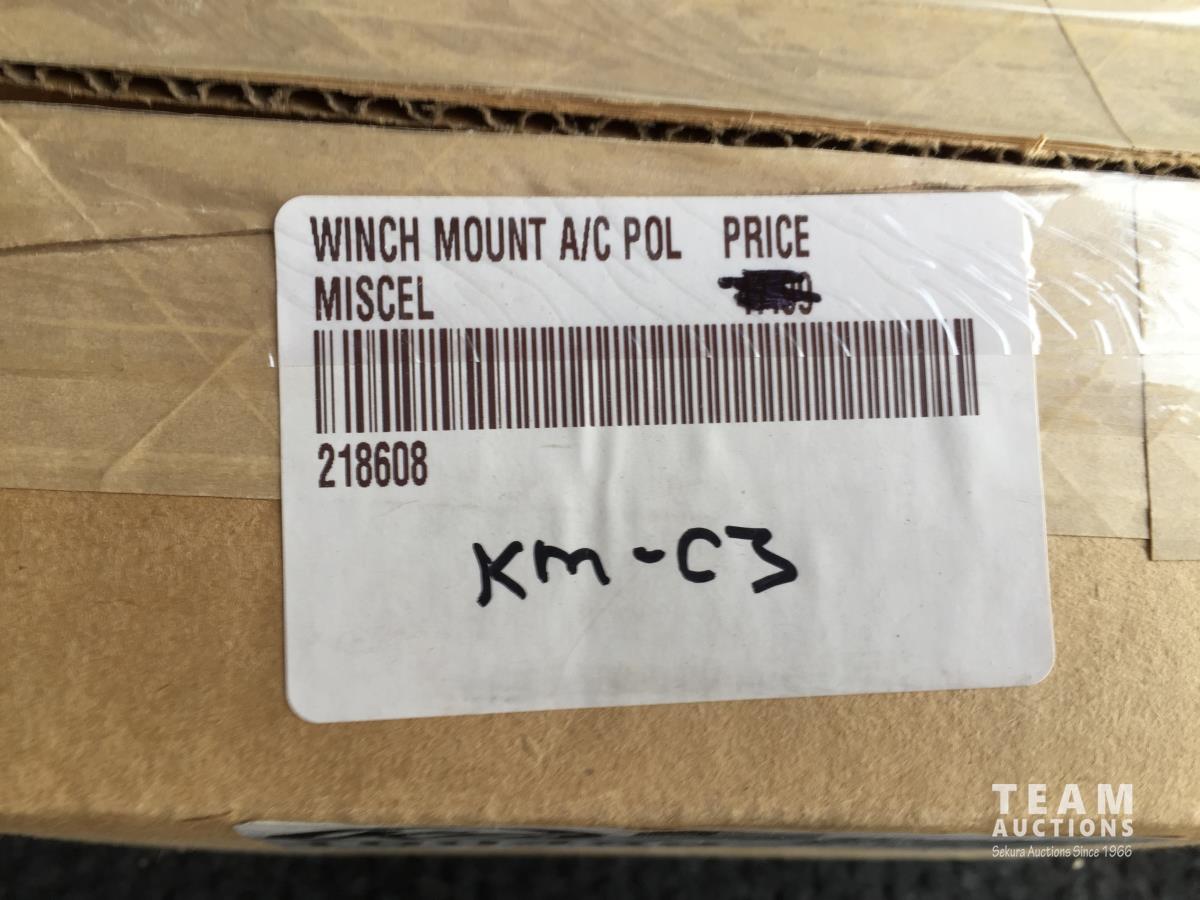 WINCH MOUNT A/C POL PRICE
MISCEL
218608
KM-C3
TEAM
AUCTIONS
Sekura Auctions Since 1966